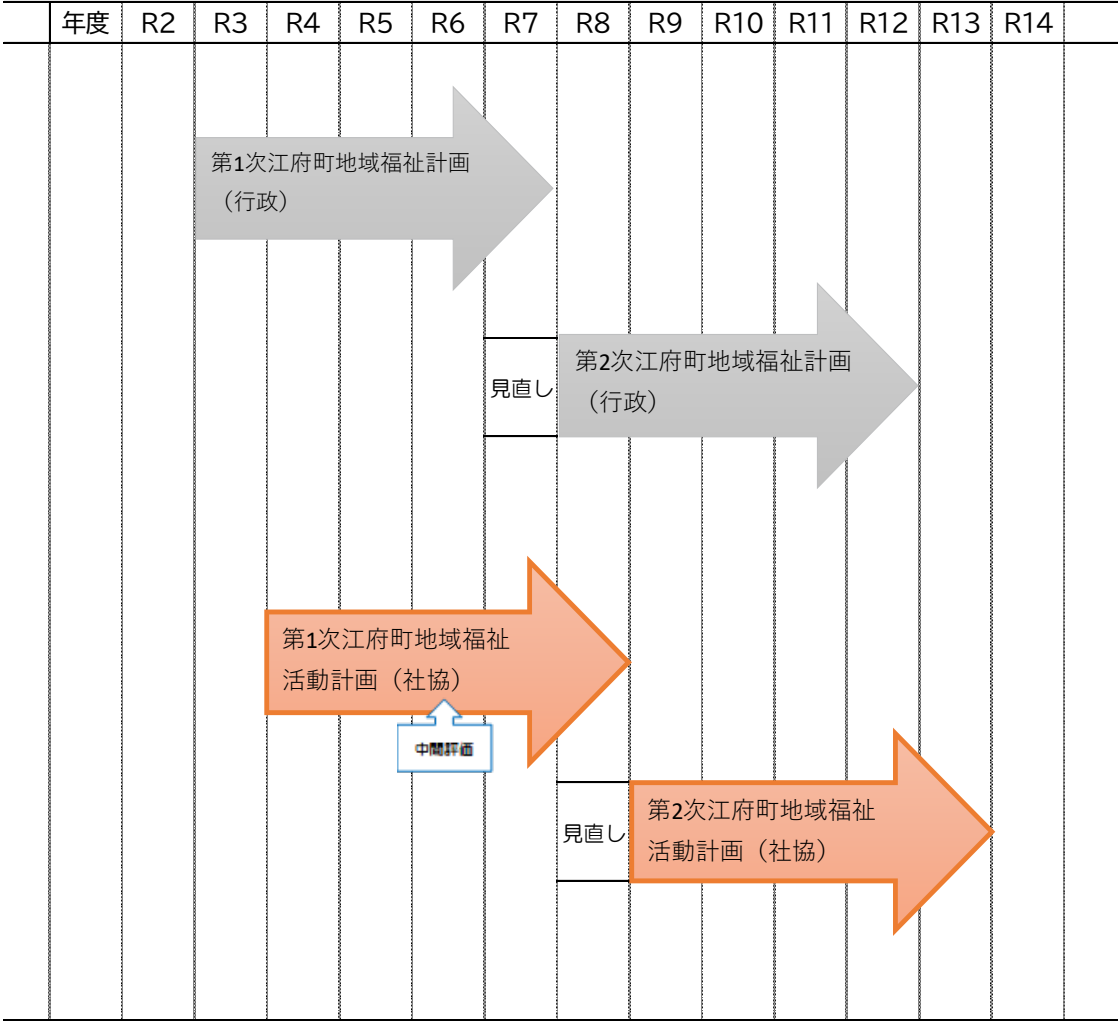 年度 R2 R3 R4 R5 R6 R7 R8 R9 R10 R11 R12 R13 R14
第1次江府町地域福祉計画
（行政）
見直し
第2次江府町地域福祉計画
（行政）
第1次江府町地域福祉
活動計画（社協）
中間評価
見直し
第2次江府町地域福祉
活動計画（社協）